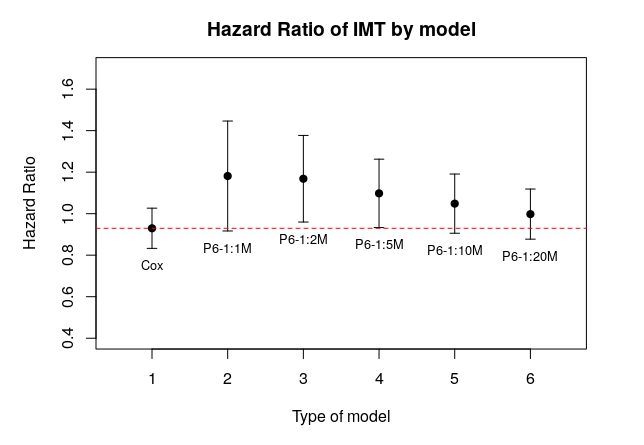 Hazard Ratio of IMT by model
Hazard Ratio
1.6
1.4
1.2
1.0
0.8
0.6
0.4
Cox
P6-1:1M
P6-1:2M
P6-1:5M
P6-1:10M
P6-1:20M
1 2 3 4 5 6
Type of model